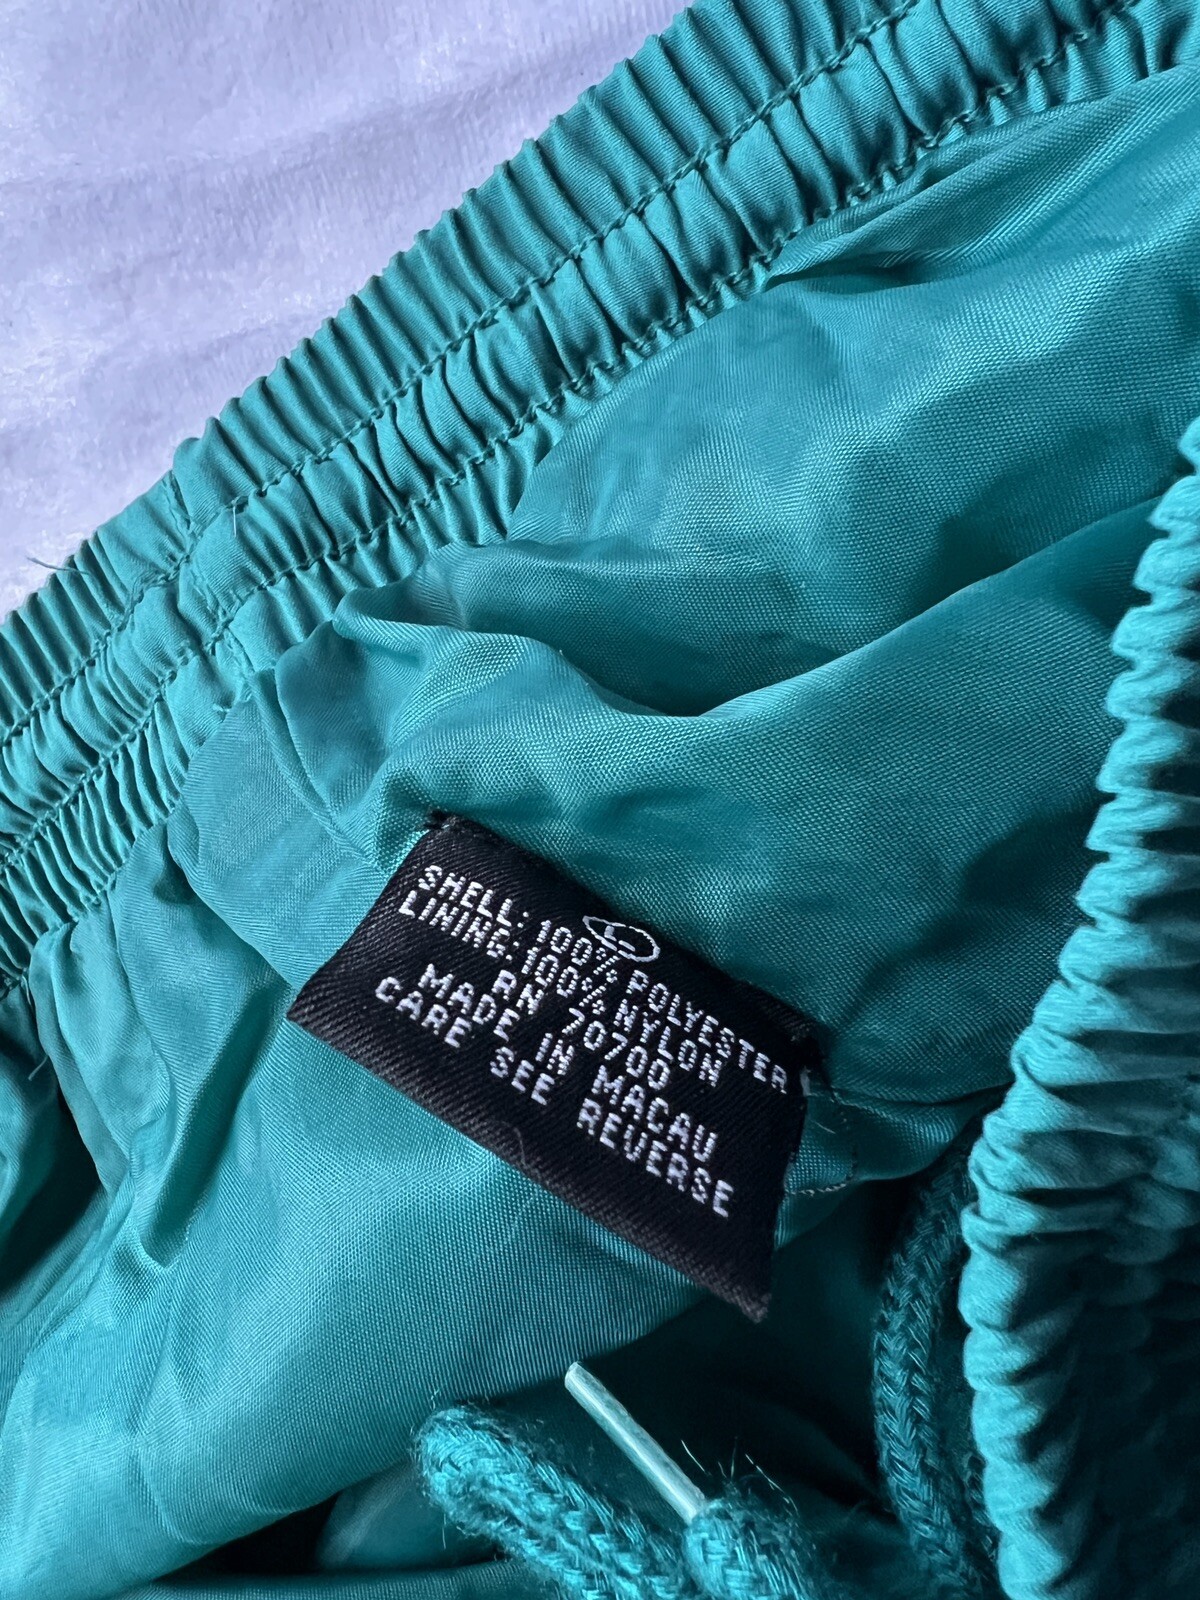 L
SHELL: 100% POLYESTER
LINING: 100% NYLON
RN 70700
MADE IN MACAU
CARE SEE REVERSE